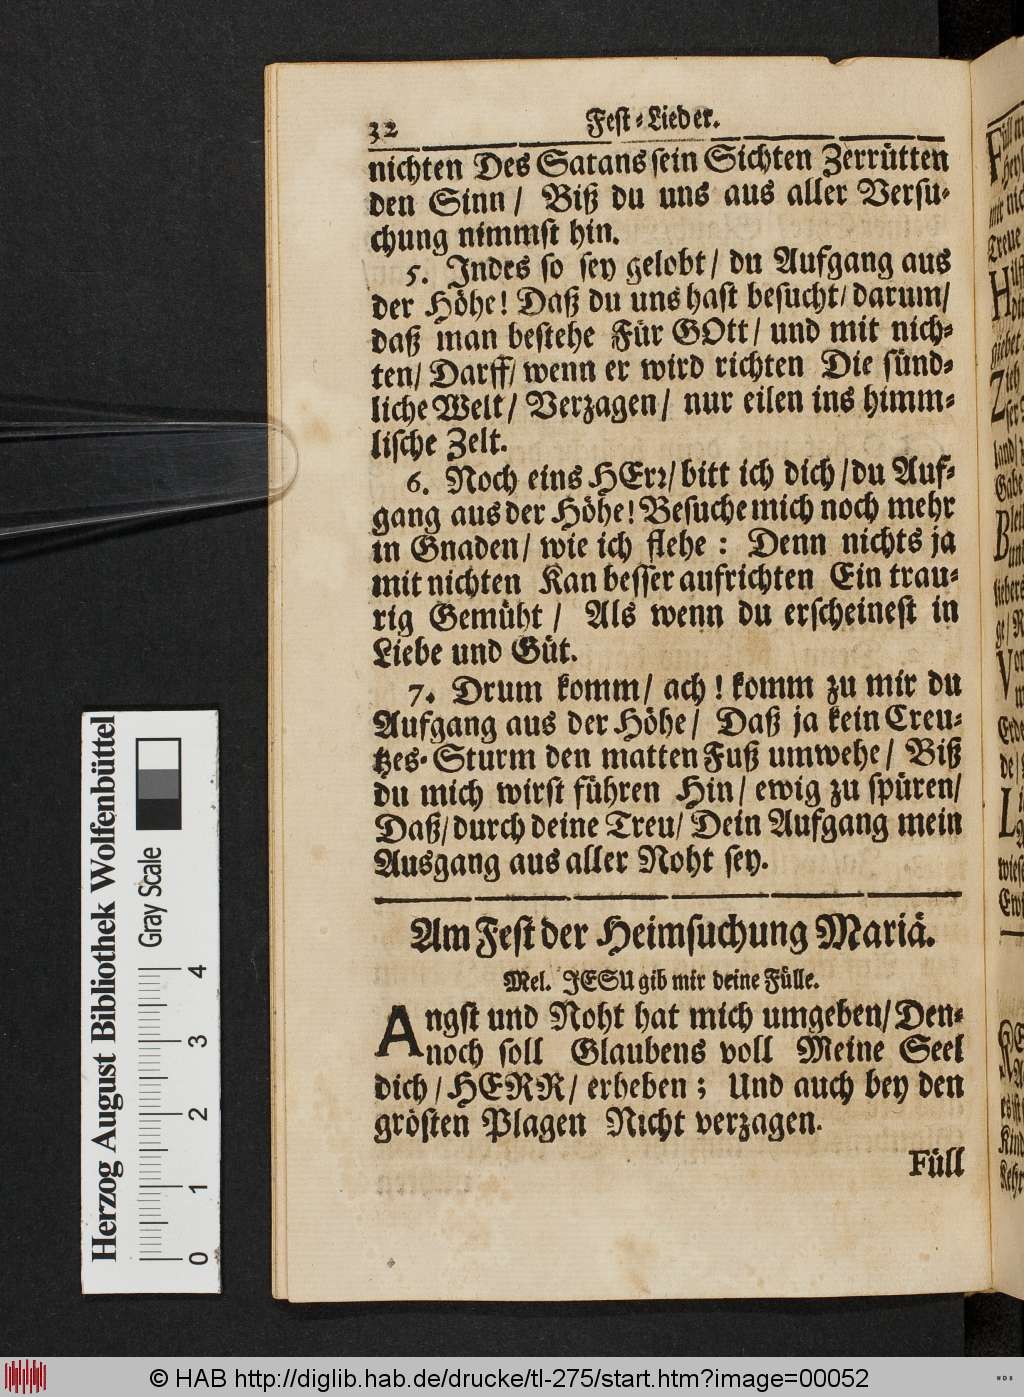 32 Fest-Lieder.
nichten Des Satans sein Sichten Zerrütten
den Sinn / Biß du uns aus aller Versu-
chung nimmst hin.
5. Indes so sey gelobt / du Aufgang aus
der Höhe! Daß du uns hast besucht / darum /
daß man bestehe Für GOtt / und mit nich-
ten / Darff / wenn er wird richten Die sünd-
liche Welt / Verzagen / nur eilen ins himm-
lische Zelt.
6. Noch eins HErr / bitt ich dich / du Auf-
gang aus der Höhe! Besuche mich noch mehr
in Gnaden / wie ich flehe : Denn nichts ja
mit nichten Kan besser aufrichten Ein trau-
rig Gemüht / Als wenn du erscheinest in
Liebe und Güt.
7. Drum komm / ach ! komm zu mir du
Aufgang aus der Höhe / Daß ja kein Creu-
tzes-Sturm den matten Fuß umwehe / Biß
du mich wirst führen Hin / ewig zu spüren /
Daß / durch deine Treu / Dein Aufgang mein
Ausgang aus aller Noht sey.
Am Fest der Heimsuchung Mariä.
Mel. JESU gib mir deine Fülle.
Angst und Noht hat mich umgeben / Den-
noch soll Glaubens voll Meine Seel
dich / HERR / erheben ; Und auch bey den
grösten Plagen Nicht verzagen.
Füll
Herzog August Bibliothek Wolfenbüttel
Gray Scale
0 1 2 3 4
© HAB http://diglib.hab.de/drucke/tl-275/start.htm?image=00052